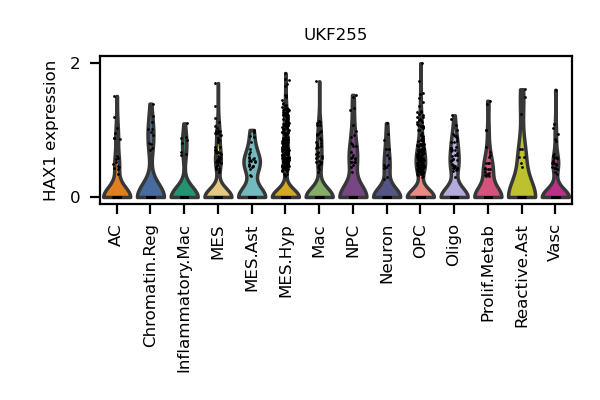 UKF255
HAX1 expression
2
0
AC
Chromatin.Reg
Inflammatory.Mac
MES
MES.Ast
MES.Hyp
Mac
NPC
Neuron
OPC
Oligo
Prolif.Metab
Reactive.Ast
Vasc